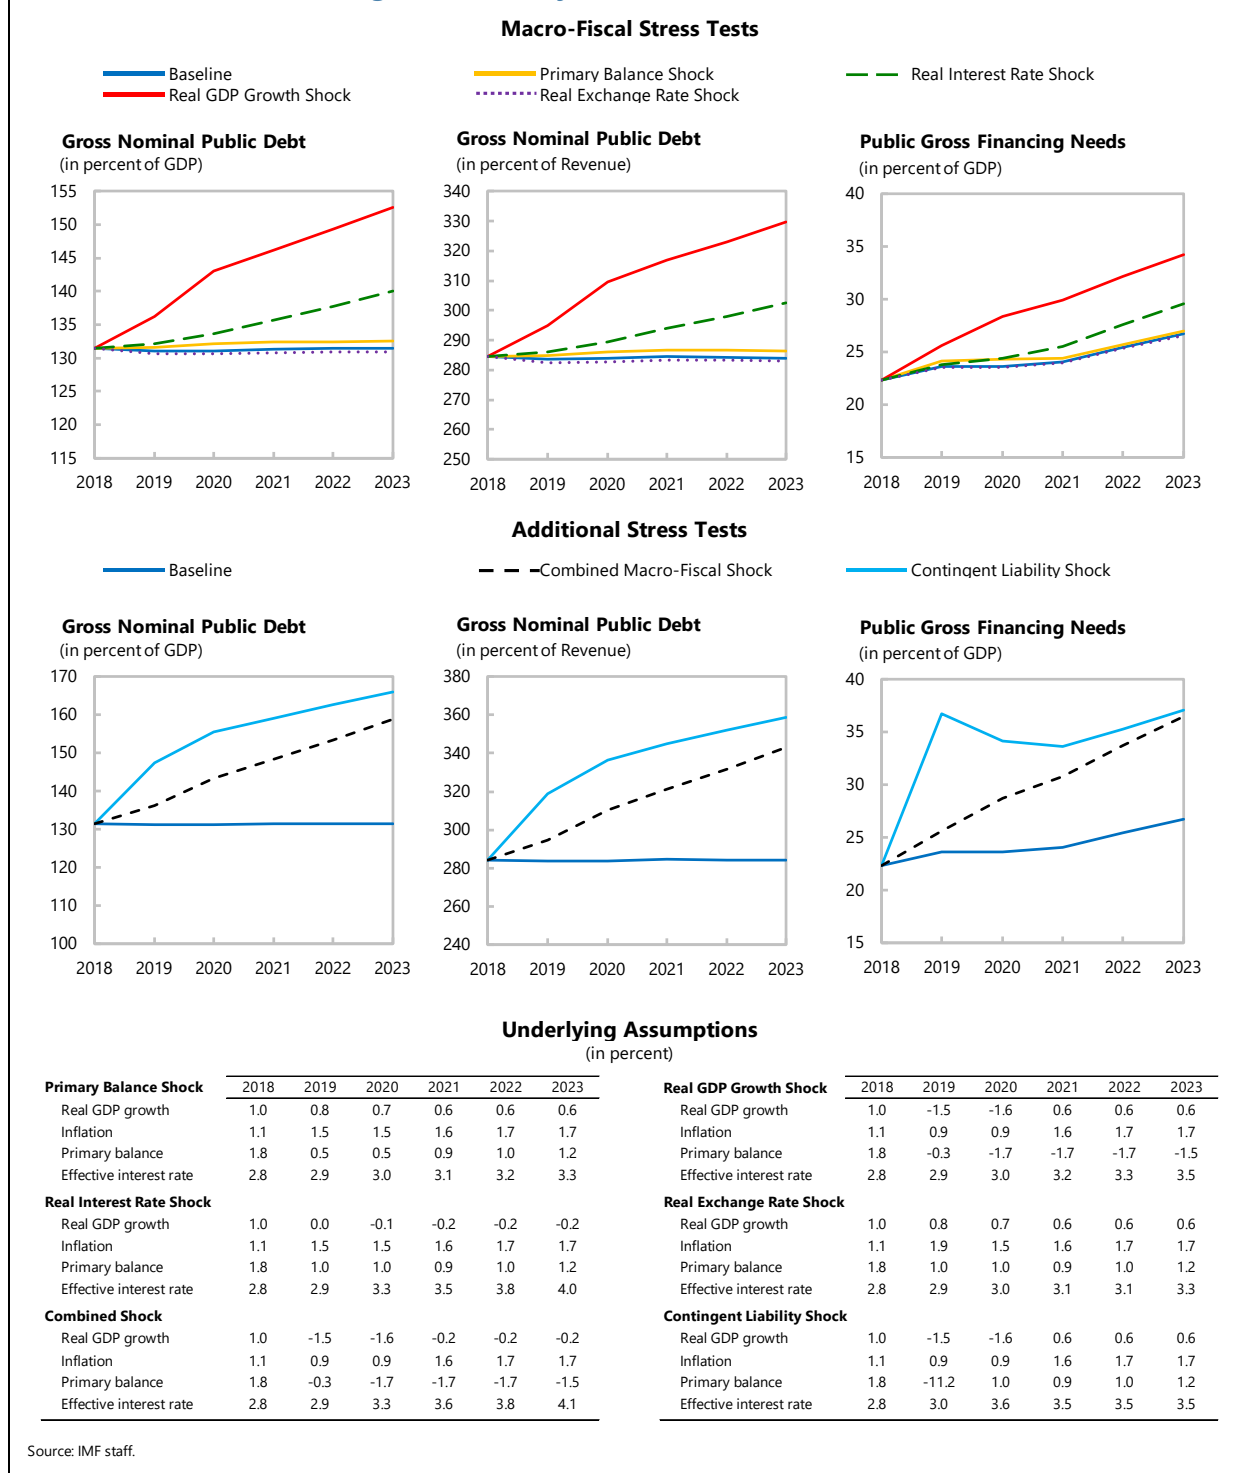 Macro-Fiscal Stress Tests
Baseline
Primary Balance Shock
Real Interest Rate Shock
Real GDP Growth Shock
Real Exchange Rate Shock
Gross Nominal Public Debt
(in percent of GDP)
155
150
145
140
135
130
125
120
115
2018 2019 2020 2021 2022 2023
Gross Nominal Public Debt
(in percent of Revenue)
340
330
320
310
300
290
280
270
260
250
2018 2019 2020 2021 2022 2023
Public Gross Financing Needs
(in percent of GDP)
40
35
30
25
20
15
2018 2019 2020 2021 2022 2023
Additional Stress Tests
Baseline
Combined Macro-Fiscal Shock
Contingent Liability Shock
Gross Nominal Public Debt
(in percent of GDP)
170
160
150
140
130
120
110
100
2018 2019 2020 2021 2022 2023
Gross Nominal Public Debt
(in percent of Revenue)
380
360
340
320
300
280
260
240
2018 2019 2020 2021 2022 2023
Public Gross Financing Needs
(in percent of GDP)
40
35
30
25
20
15
2018 2019 2020 2021 2022 2023
Underlying Assumptions
(in percent)
Primary Balance Shock 2018 2019 2020 2021 2022 2023
Real GDP growth 1.0 0.8 0.7 0.6 0.6 0.6
Inflation 1.1 1.5 1.5 1.6 1.7 1.7
Primary balance 1.8 0.5 0.5 0.9 1.0 1.2
Effective interest rate 2.8 2.9 3.0 3.1 3.2 3.3
Real Interest Rate Shock
Real GDP growth 1.0 0.0 -0.1 -0.2 -0.2 -0.2
Inflation 1.1 1.5 1.5 1.6 1.7 1.7
Primary balance 1.8 1.0 1.0 0.9 1.0 1.2
Effective interest rate 2.8 2.9 3.3 3.5 3.8 4.0
Combined Shock
Real GDP growth 1.0 -1.5 -1.6 -0.2 -0.2 -0.2
Inflation 1.1 0.9 0.9 1.6 1.7 1.7
Primary balance 1.8 -0.3 -1.7 -1.7 -1.7 -1.5
Effective interest rate 2.8 2.9 3.3 3.6 3.8 4.1
Real GDP Growth Shock 2018 2019 2020 2021 2022 2023
Real GDP growth 1.0 -1.5 -1.6 0.6 0.6 0.6
Inflation 1.1 0.9 0.9 1.6 1.7 1.7
Primary balance 1.8 -0.3 -1.7 -1.7 -1.7 -1.5
Effective interest rate 2.8 2.9 3.0 3.2 3.3 3.5
Real Exchange Rate Shock
Real GDP growth 1.0 0.8 0.7 0.6 0.6 0.6
Inflation 1.1 1.9 1.5 1.6 1.7 1.7
Primary balance 1.8 1.0 1.0 0.9 1.0 1.2
Effective interest rate 2.8 2.9 3.0 3.1 3.1 3.3
Contingent Liability Shock
Real GDP growth 1.0 -1.5 -1.6 0.6 0.6 0.6
Inflation 1.1 0.9 0.9 1.6 1.7 1.7
Primary balance 1.8 -11.2 1.0 0.9 1.0 1.2
Effective interest rate 2.8 3.0 3.6 3.5 3.5 3.5
Source: IMF staff.